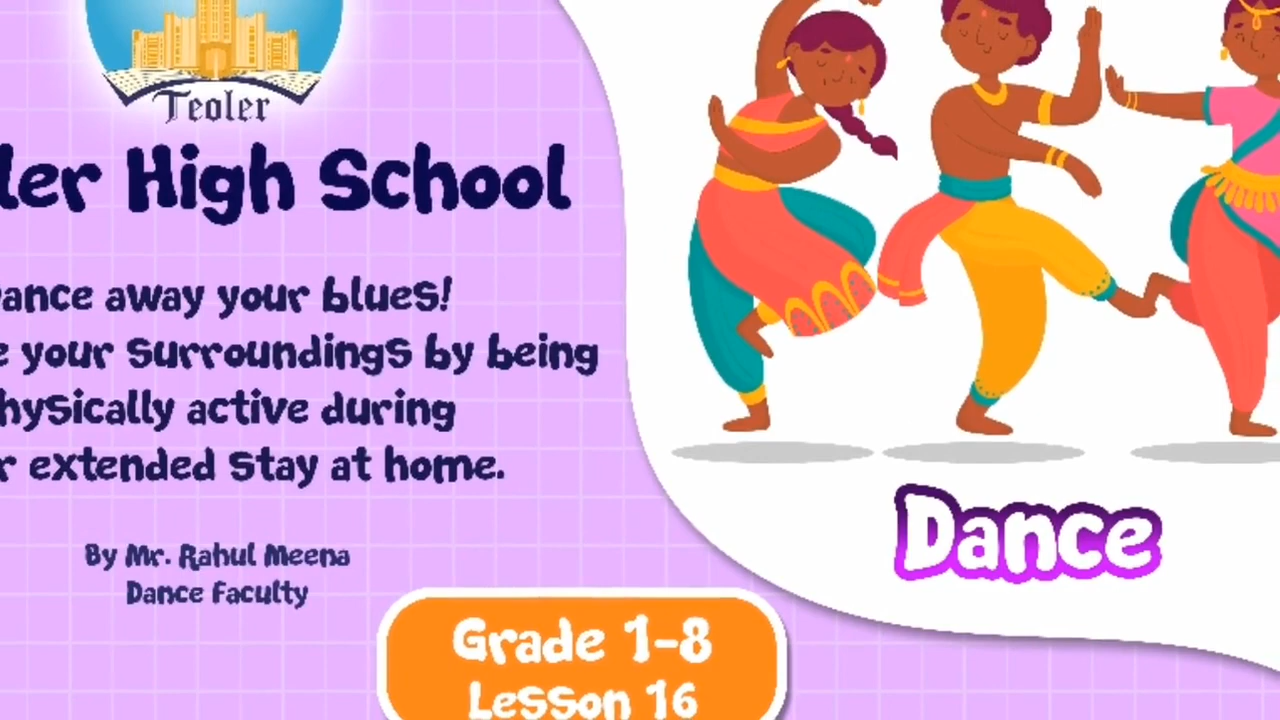 Teoler
ler High School
ance away your blues!
e your surroundings by being
hysically active during
r extended stay at home.
By Mr. Rahul Meena
Dance Faculty
Dance
Grade 1-8
Lesson 16